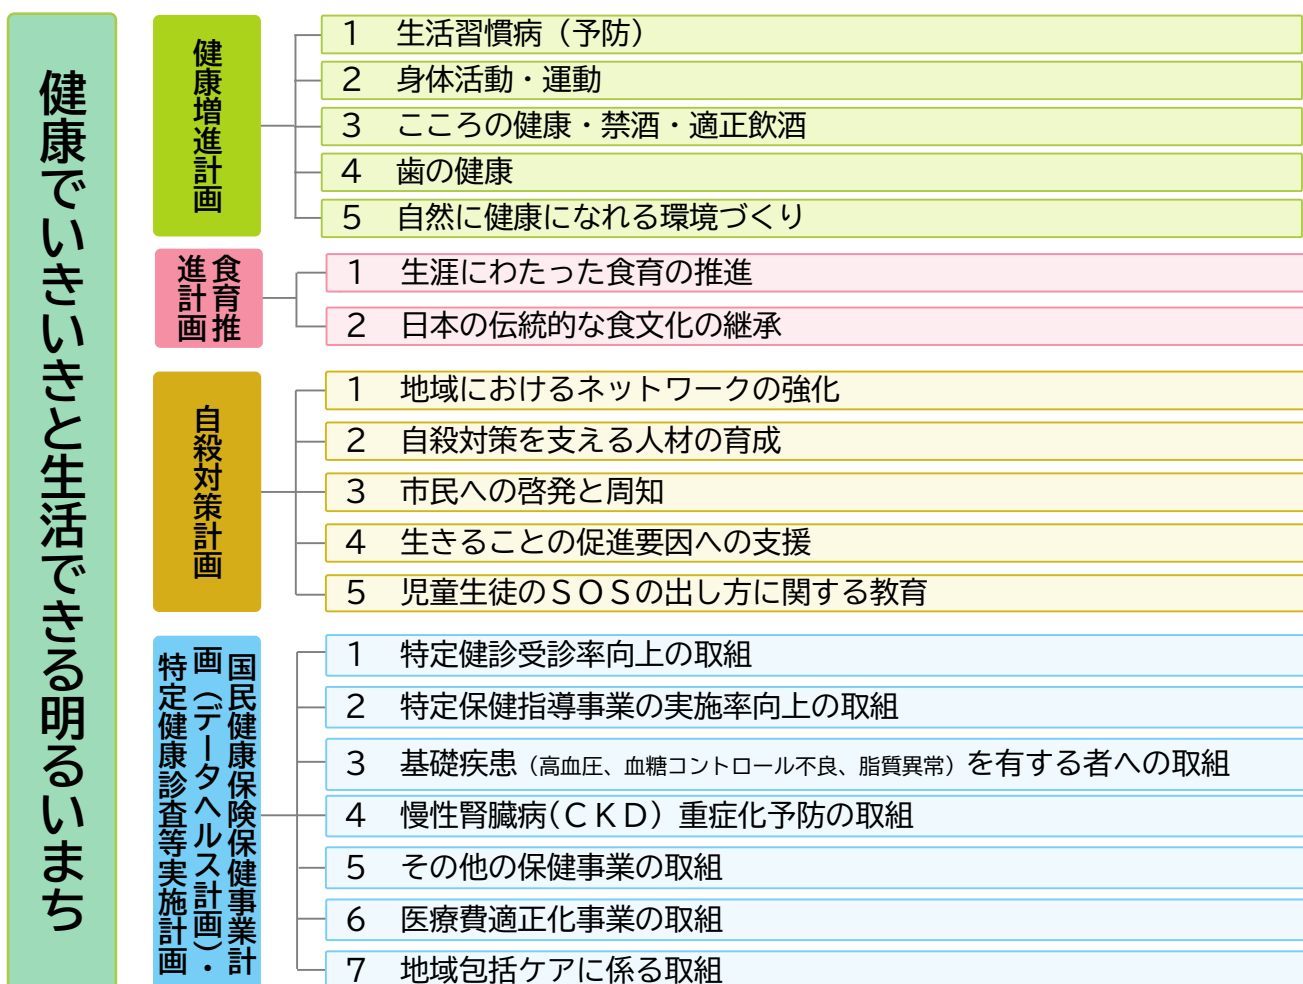 健康でいきいきと生活できる明るいまち
健康増進計画
1 生活習慣病（予防）
2 身体活動・運動
3 こころの健康・禁酒・適正飲酒
4 歯の健康
5 自然に健康になれる環境づくり
食育推
進計画
1 生涯にわたった食育の推進
2 日本の伝統的な食文化の継承
自殺対策計画
1 地域におけるネットワークの強化
2 自殺対策を支える人材の育成
3 市民への啓発と周知
4 生きることの促進要因への支援
5 児童生徒のＳＯＳの出し方に関する教育
国民健康保険保健事業計
画（データヘルス計画）・
特定健康診査等実施計画
1 特定健診受診率向上の取組
2 特定保健指導事業の実施率向上の取組
3 基礎疾患（高血圧、血糖コントロール不良、脂質異常）を有する者への取組
4 慢性腎臓病(ＣＫＤ）重症化予防の取組
5 その他の保健事業の取組
6 医療費適正化事業の取組
7 地域包括ケアに係る取組